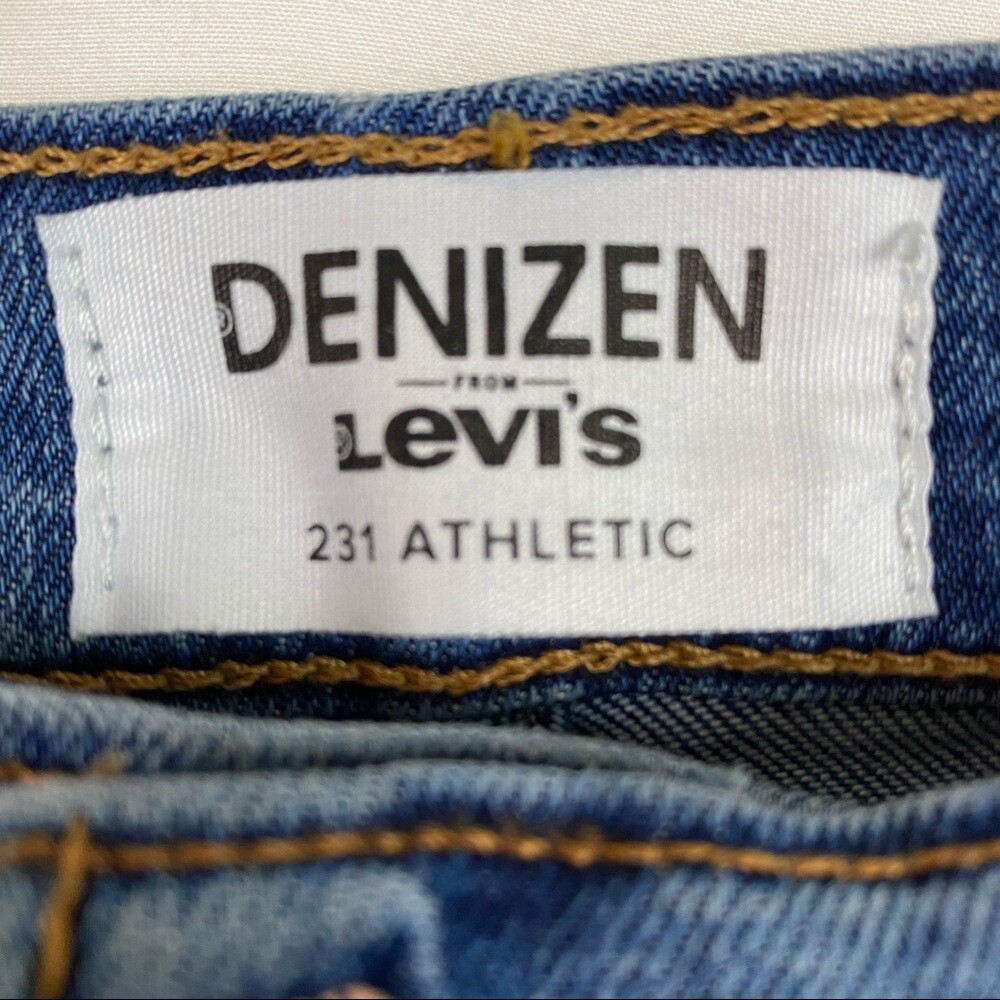 DENIZEN
FROM
Levi's
231 ATHLETIC